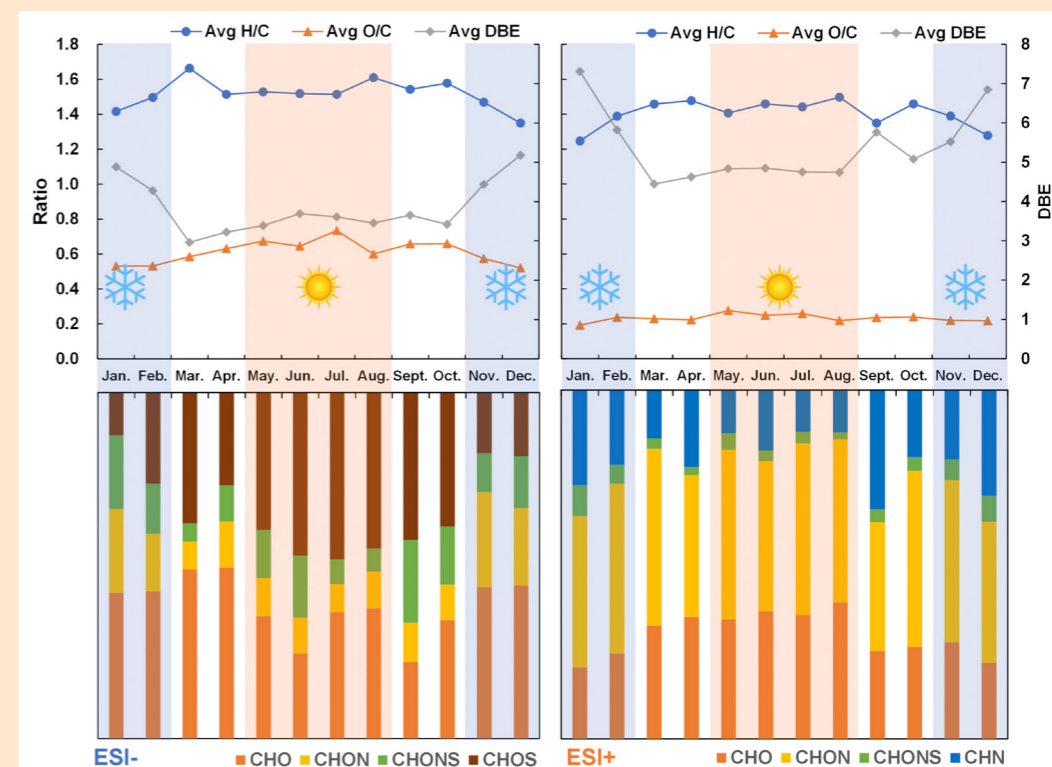 Avg H/C Avg O/C Avg DBE
Avg H/C Avg O/C Avg DBE
Ratio
1.8
1.6
1.4
1.2
1.0
0.8
0.6
0.4
0.2
0.0
8
7
6
5
4
3
2
1
0
DBE
Jan. Feb. Mar. Apr. May. Jun. Jul. Aug. Sept. Oct. Nov. Dec.
Jan. Feb. Mar. Apr. May. Jun. Jul. Aug. Sept. Oct. Nov. Dec.
ESI- CHO CHON CHONS CHOS
ESI+ CHO CHON CHONS CHN